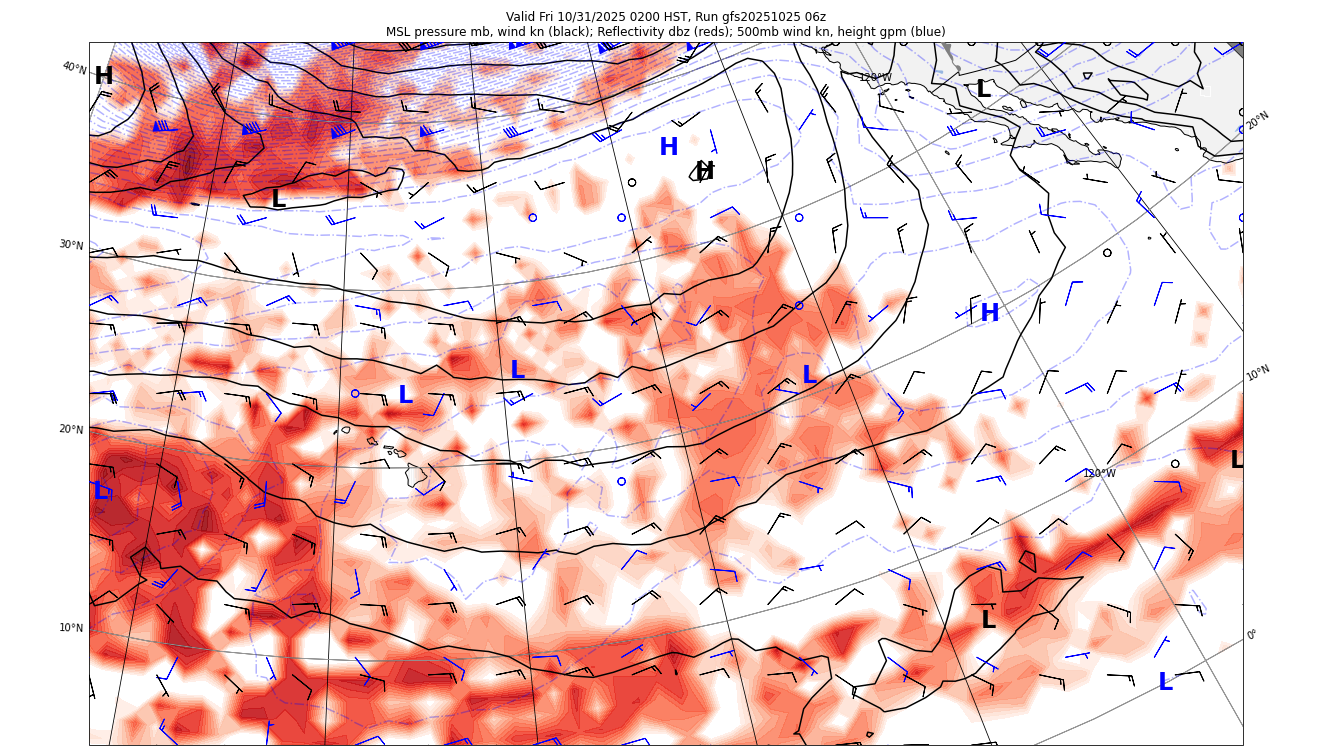 Valid Fri 10/31/2025 0200 HST, Run gfs20251025 06z
MSL pressure mb, wind kn (black); Reflectivity dbz (reds); 500mb wind kn, height gpm (blue)
40°N
H
120°W
L
20°N
H
H
L
30°N
H
L
L
L
10°N
20°N
L
120°W
L
10°N
L
0°
L